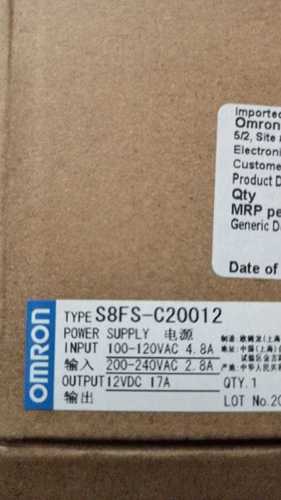 Imported
Omron
5/2, Site
Electroni
Custome
Product D
Qty
MRP pe
Generic D
Date of
OMRON
TYPE S8FS-C20012
POWER SUPPLY 电源
INPUT 100-120VAC 4.8A
输入 200-240VAC 2.8A
OUTPUT 12VDC 17A
输出
QTY.1
LOT No.20